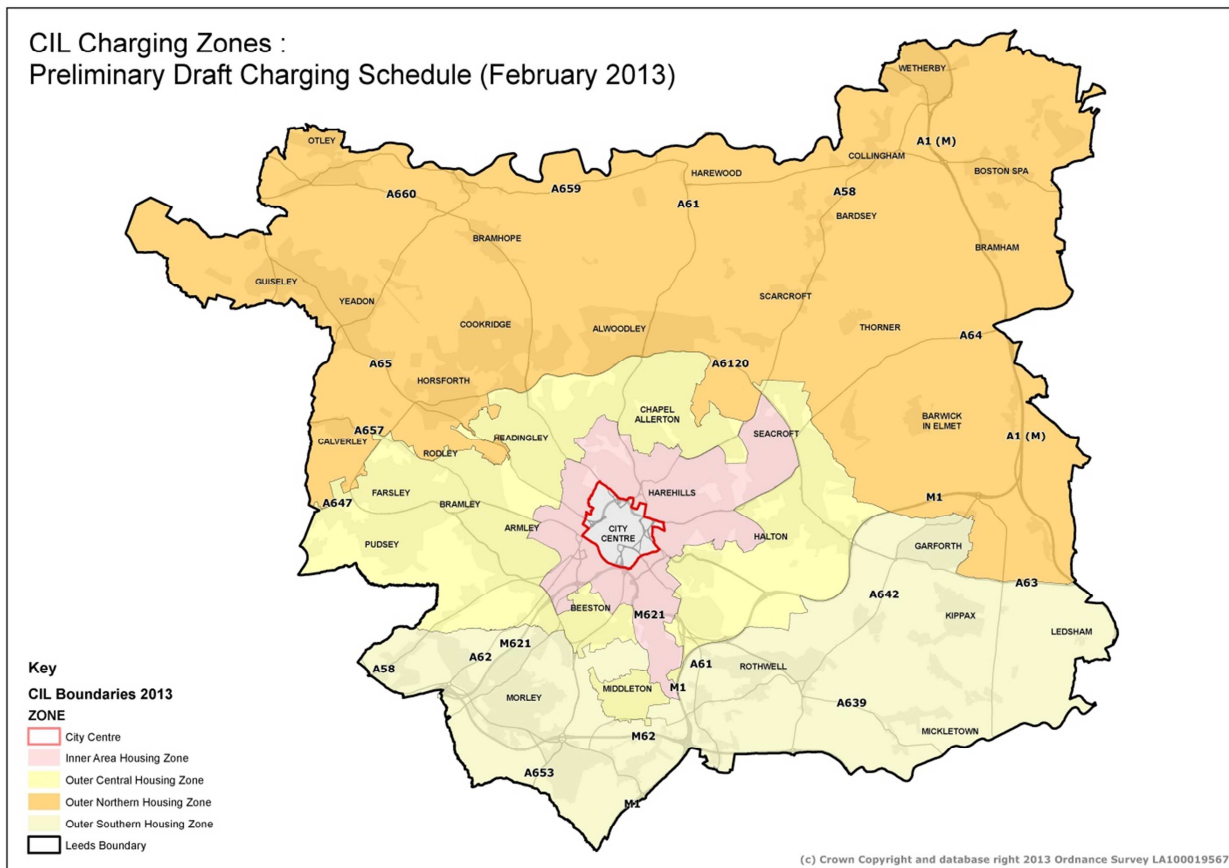 CIL Charging Zones :
Preliminary Draft Charging Schedule (February 2013)
WETHERBY
OTLEY
A1 (M)
COLLINGHAM
HAREWOOD
BOSTON SPA
A660
A659
A58
A61
BARDSEY
BRAMHOPE
BRAMHAM
GUISELEY
SCARCROFT
YEADON
COOKRIDGE
ALWOODLEY
THORNER
A64
A65
A6120
HORSFORTH
CHAPEL
ALLERTON
BARWICK
IN ELMET
A657
SEACROFT
A1 (M)
CALVERLEY
HEADINGLEY
RODLEY
FARSLEY
HAREHILLS
A647
BRAMLEY
M1
ARMLEY
CITY
CENTRE
HALTON
PUDSEY
GARFORTH
A63
A642
BEESTON
M621
KIPPAX
M621
LEDSHAM
A62
A61
A58
ROTHWELL
MIDDLETON
M1
MORLEY
A639
MICKLETOWN
M62
A653
M1
Key
CIL Boundaries 2013
ZONE
City Centre
Inner Area Housing Zone
Outer Central Housing Zone
Outer Northern Housing Zone
Outer Southern Housing Zone
Leeds Boundary
(c) Crown Copyright and database right 2013 Ordnance Survey LA100019567